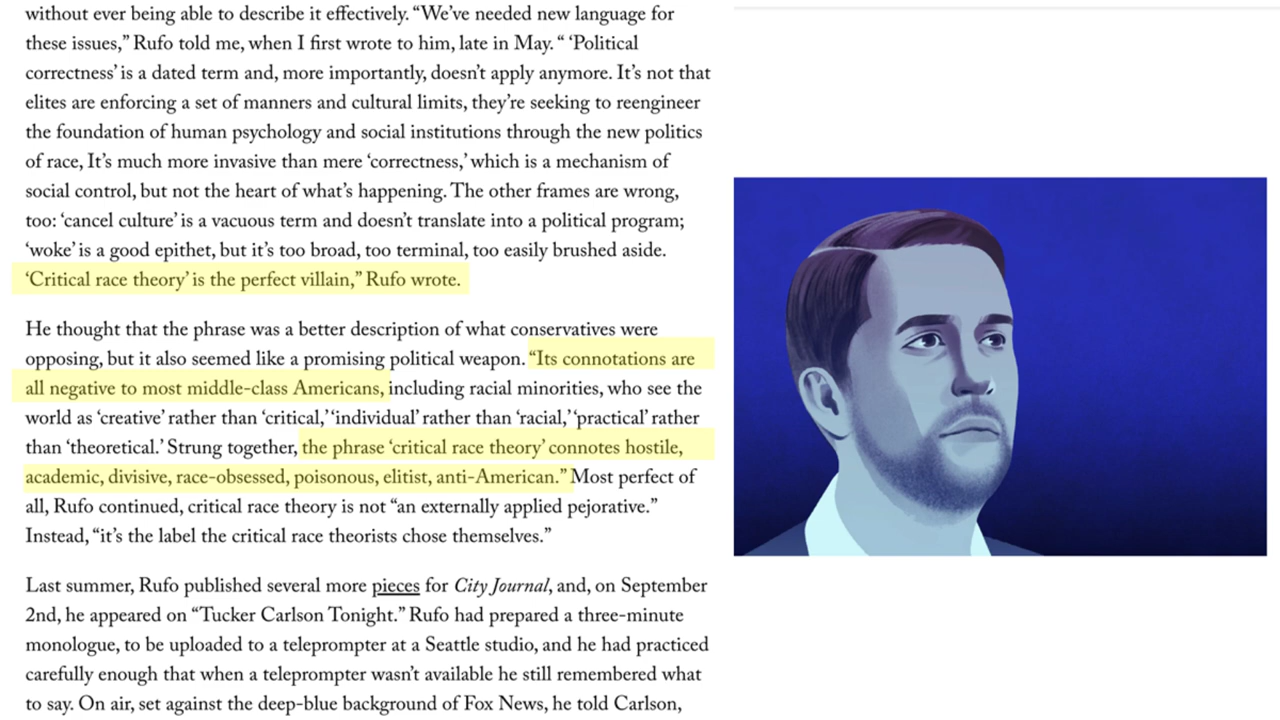 without ever being able to describe it effectively. “We’ve needed new language for
these issues,” Rufo told me, when I first wrote to him, late in May. “ ‘Political
correctness’ is a dated term and, more importantly, doesn’t apply anymore. It’s not that
elites are enforcing a set of manners and cultural limits, they’re seeking to reengineer
the foundation of human psychology and social institutions through the new politics
of race, It’s much more invasive than mere ‘correctness,’ which is a mechanism of
social control, but not the heart of what’s happening. The other frames are wrong,
too: ‘cancel culture’ is a vacuous term and doesn’t translate into a political program;
‘woke’ is a good epithet, but it’s too broad, too terminal, too easily brushed aside.
‘Critical race theory’ is the perfect villain,” Rufo wrote.
He thought that the phrase was a better description of what conservatives were
opposing, but it also seemed like a promising political weapon. “Its connotations are
all negative to most middle-class Americans, including racial minorities, who see the
world as ‘creative’ rather than ‘critical,’ ‘individual’ rather than ‘racial,’ ‘practical’ rather
than ‘theoretical.’ Strung together, the phrase ‘critical race theory’ connotes hostile,
academic, divisive, race-obsessed, poisonous, elitist, anti-American.” Most perfect of
all, Rufo continued, critical race theory is not “an externally applied pejorative.”
Instead, “it’s the label the critical race theorists chose themselves.”
Last summer, Rufo published several more pieces for City Journal, and, on September
2nd, he appeared on “Tucker Carlson Tonight.” Rufo had prepared a three-minute
monologue, to be uploaded to a teleprompter at a Seattle studio, and he had practiced
carefully enough that when a teleprompter wasn’t available he still remembered what
to say. On air, set against the deep-blue background of Fox News, he told Carlson,